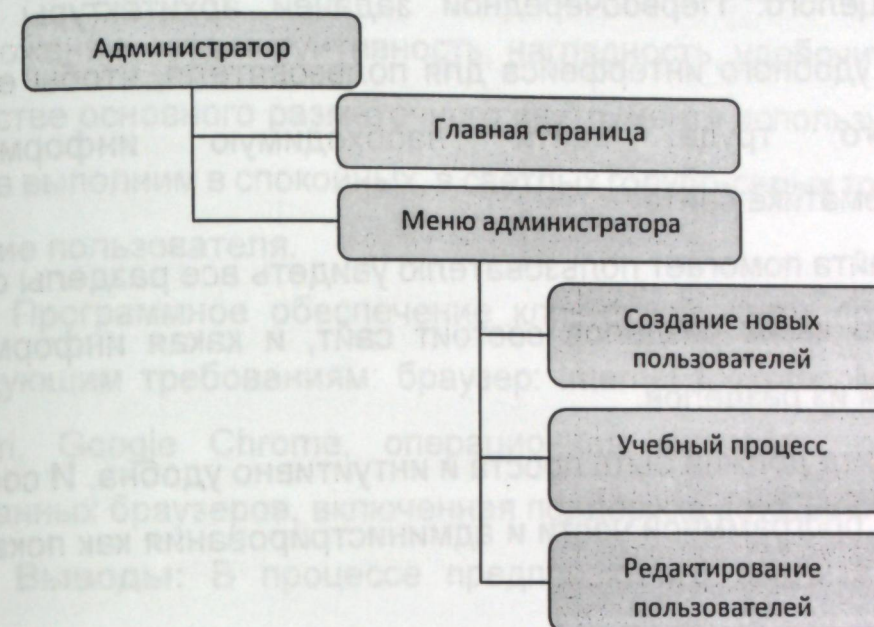 Администратор
Главная страница
Меню администратора
Создание новых
пользователей
Учебный процесс
Редактирование
пользователей